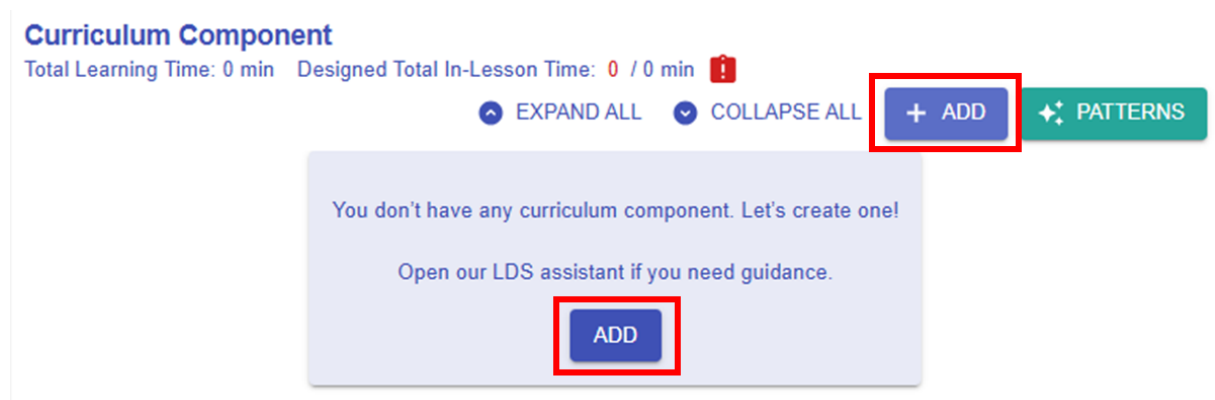 Curriculum Component
Total Learning Time: 0 min Designed Total In-Lesson Time: 0 / 0 min
EXPAND ALL COLLAPSE ALL + ADD PATTERNS
You don't have any curriculum component. Let's create one!
Open our LDS assistant if you need guidance.
ADD